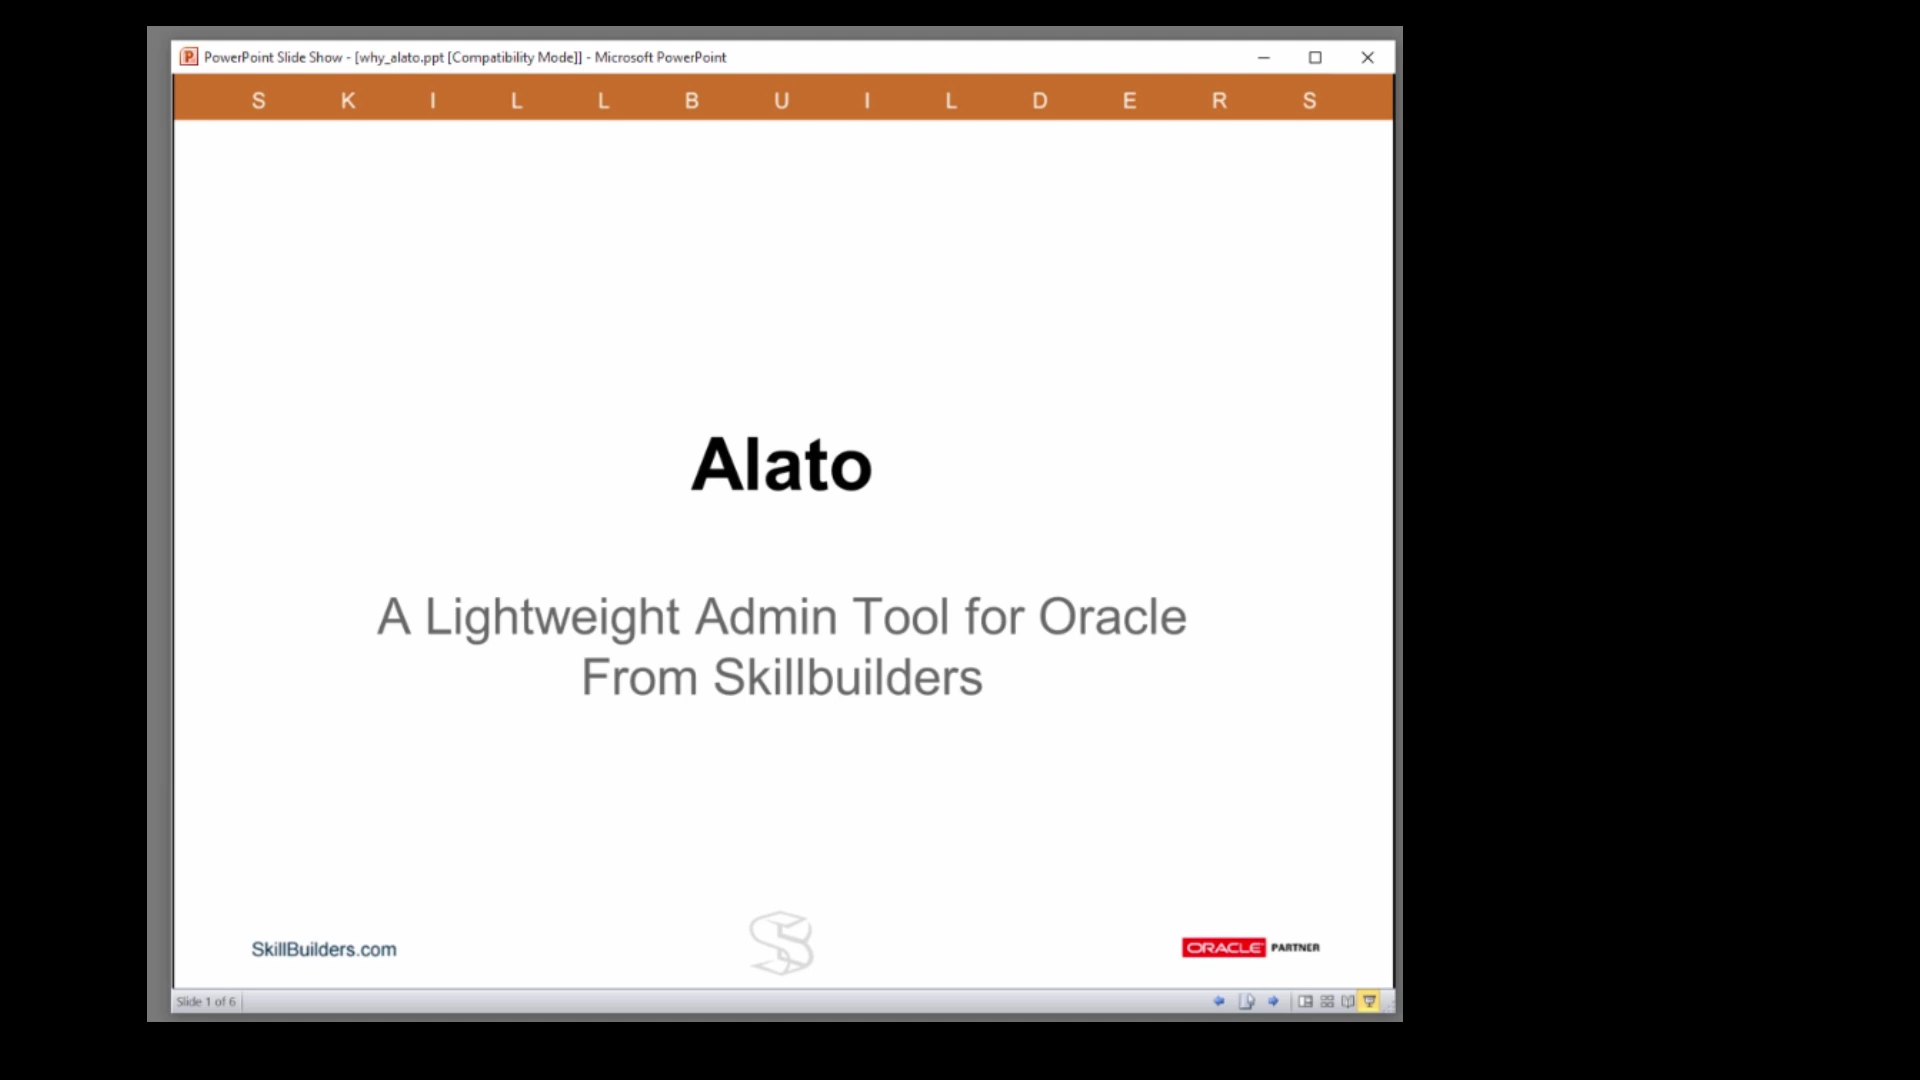 PowerPoint Slide Show - [why_alato.ppt [Compatibility Mode]] - Microsoft PowerPoint
S K I L L B U I L D E R S
Alato
A Lightweight Admin Tool for Oracle
From Skillbuilders
SkillBuilders.com
ORACLE PARTNER
Slide 1 of 6